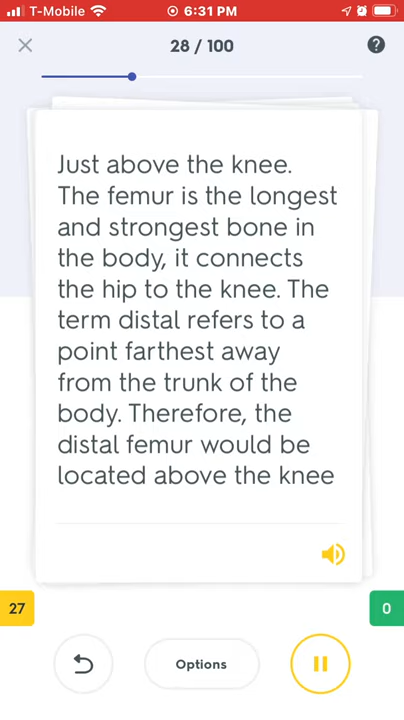 T-Mobile 6:31 PM
28 / 100
?
Just above the knee.
The femur is the longest
and strongest bone in
the body, it connects
the hip to the knee. The
term distal refers to a
point farthest away
from the trunk of the
body. Therefore, the
distal femur would be
located above the knee
27
0
Options